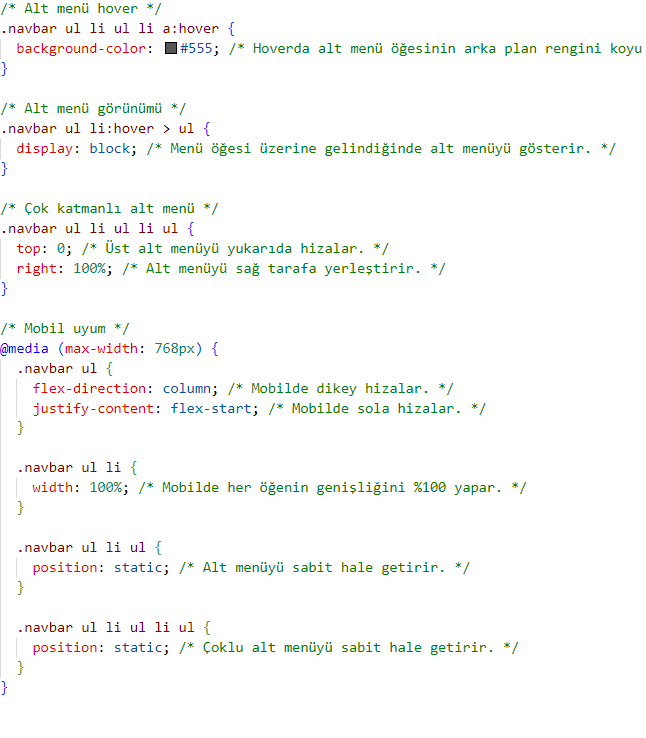 /* Alt menü hover */
.navbar ul li ul li a:hover {
  background-color: #555; /* Hoverda alt menü öğesinin arka plan rengini koyu
}
/* Alt menü görünümü */
.navbar ul li:hover > ul {
  display: block; /* Menü öğesi üzerine gelindiğinde alt menüyü gösterir. */
}
/* Çok katmanlı alt menü */
.navbar ul li ul li ul {
  top: 0; /* Üst alt menüyü yukarıda hizalar. */
  right: 100%; /* Alt menüyü sağ tarafa yerleştirir. */
}
/* Mobil uyum */
@media (max-width: 768px) {
  .navbar ul {
    flex-direction: column; /* Mobilde dikey hizalar. */
    justify-content: flex-start; /* Mobilde sola hizalar. */
  }
  .navbar ul li {
    width: 100%; /* Mobilde her öğenin genişliğini %100 yapar. */
  }
  .navbar ul li ul {
    position: static; /* Alt menüyü sabit hale getirir. */
  }
  .navbar ul li ul li ul {
    position: static; /* Çoklu alt menüyü sabit hale getirir. */
  }
}